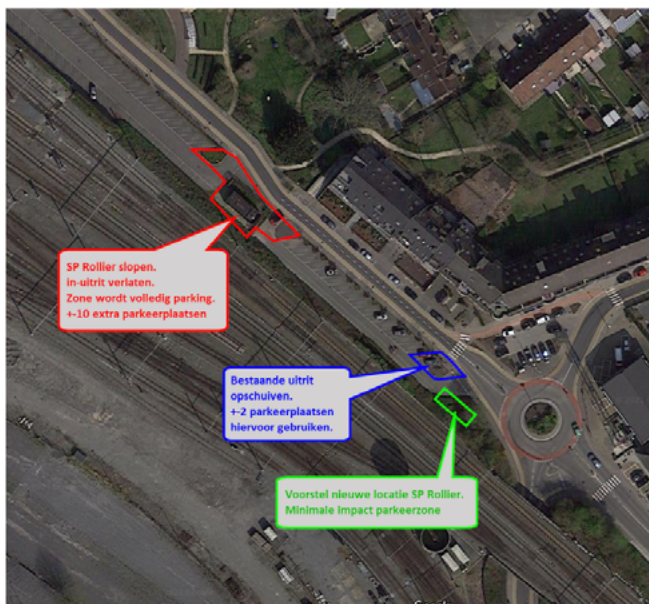 SP Rollier slopen.
in-uitrit verlaten.
Zone wordt volledig parking.
+-10 extra parkeerplaatsen
Bestaande uitrit
opschuiven.
+-2 parkeerplaatsen
hiervoor gebruiken.
Voorstel nieuwe locatie SP Rollier.
Minimale impact parkeerzone